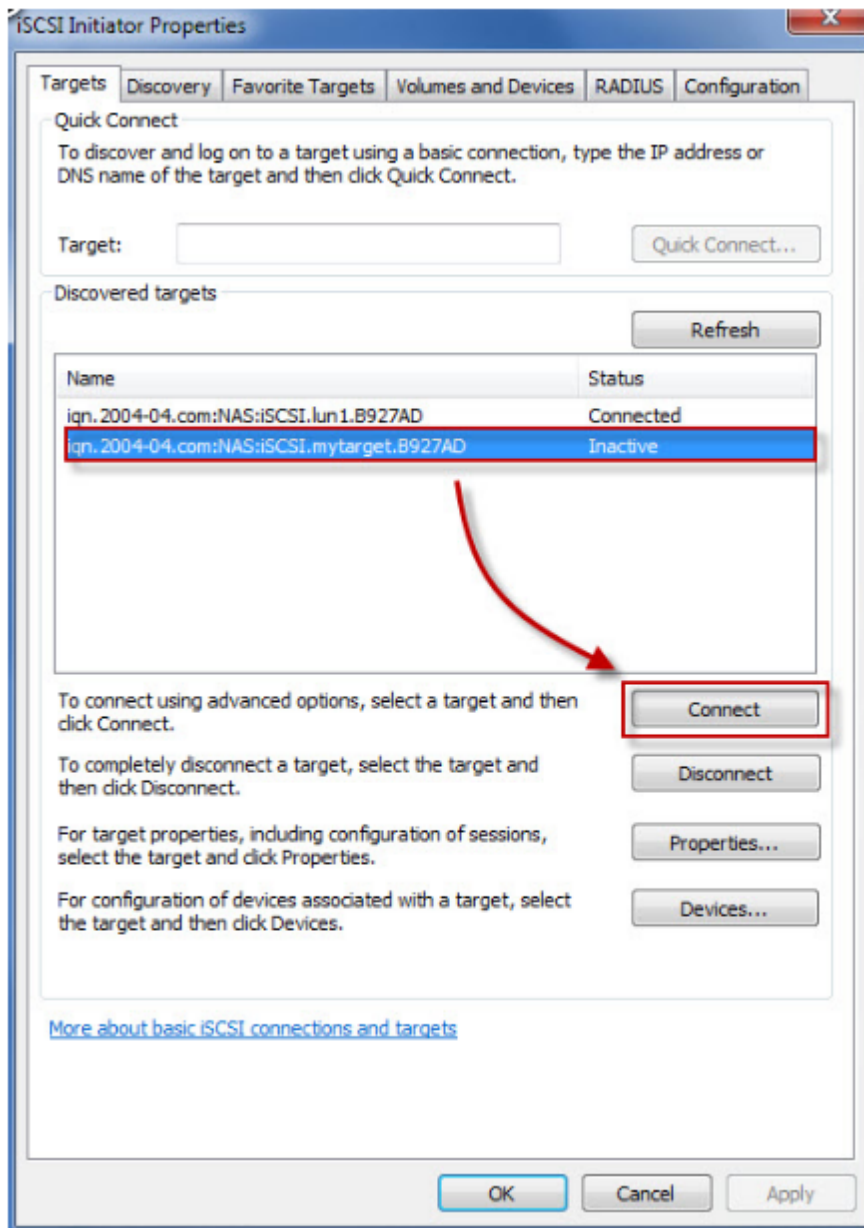 iSCSI Initiator Properties
Targets Discovery Favorite Targets Volumes and Devices RADIUS Configuration
Quick Connect
To discover and log on to a target using a basic connection, type the IP address or
DNS name of the target and then click Quick Connect.
Target: Quick Connect...
Discovered targets
Refresh
Name Status
iqn.2004-04.com:NAS:iSCSI.lun1.B927AD Connected
iqn.2004-04.com:NAS:iSCSI.mytarget.B927AD Inactive
To connect using advanced options, select a target and then
click Connect.
Connect
To completely disconnect a target, select the target and
then click Disconnect.
Disconnect
For target properties, including configuration of sessions,
select the target and click Properties.
Properties...
For configuration of devices associated with a target, select
the target and then click Devices.
Devices...
More about basic iSCSI connections and targets
OK Cancel Apply